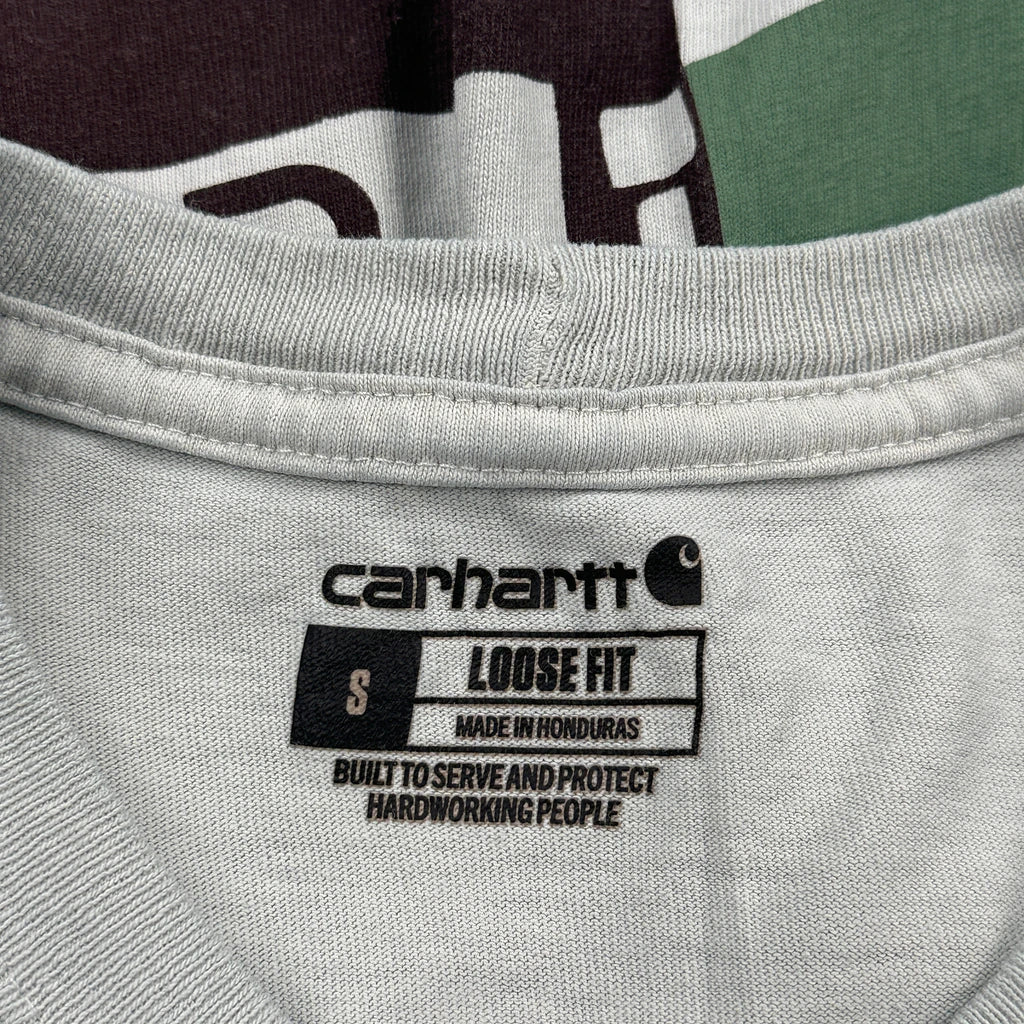 carhartt
S
LOOSE FIT
MADE IN HONDURAS
BUILT TO SERVE AND PROTECT
HARDWORKING PEOPLE